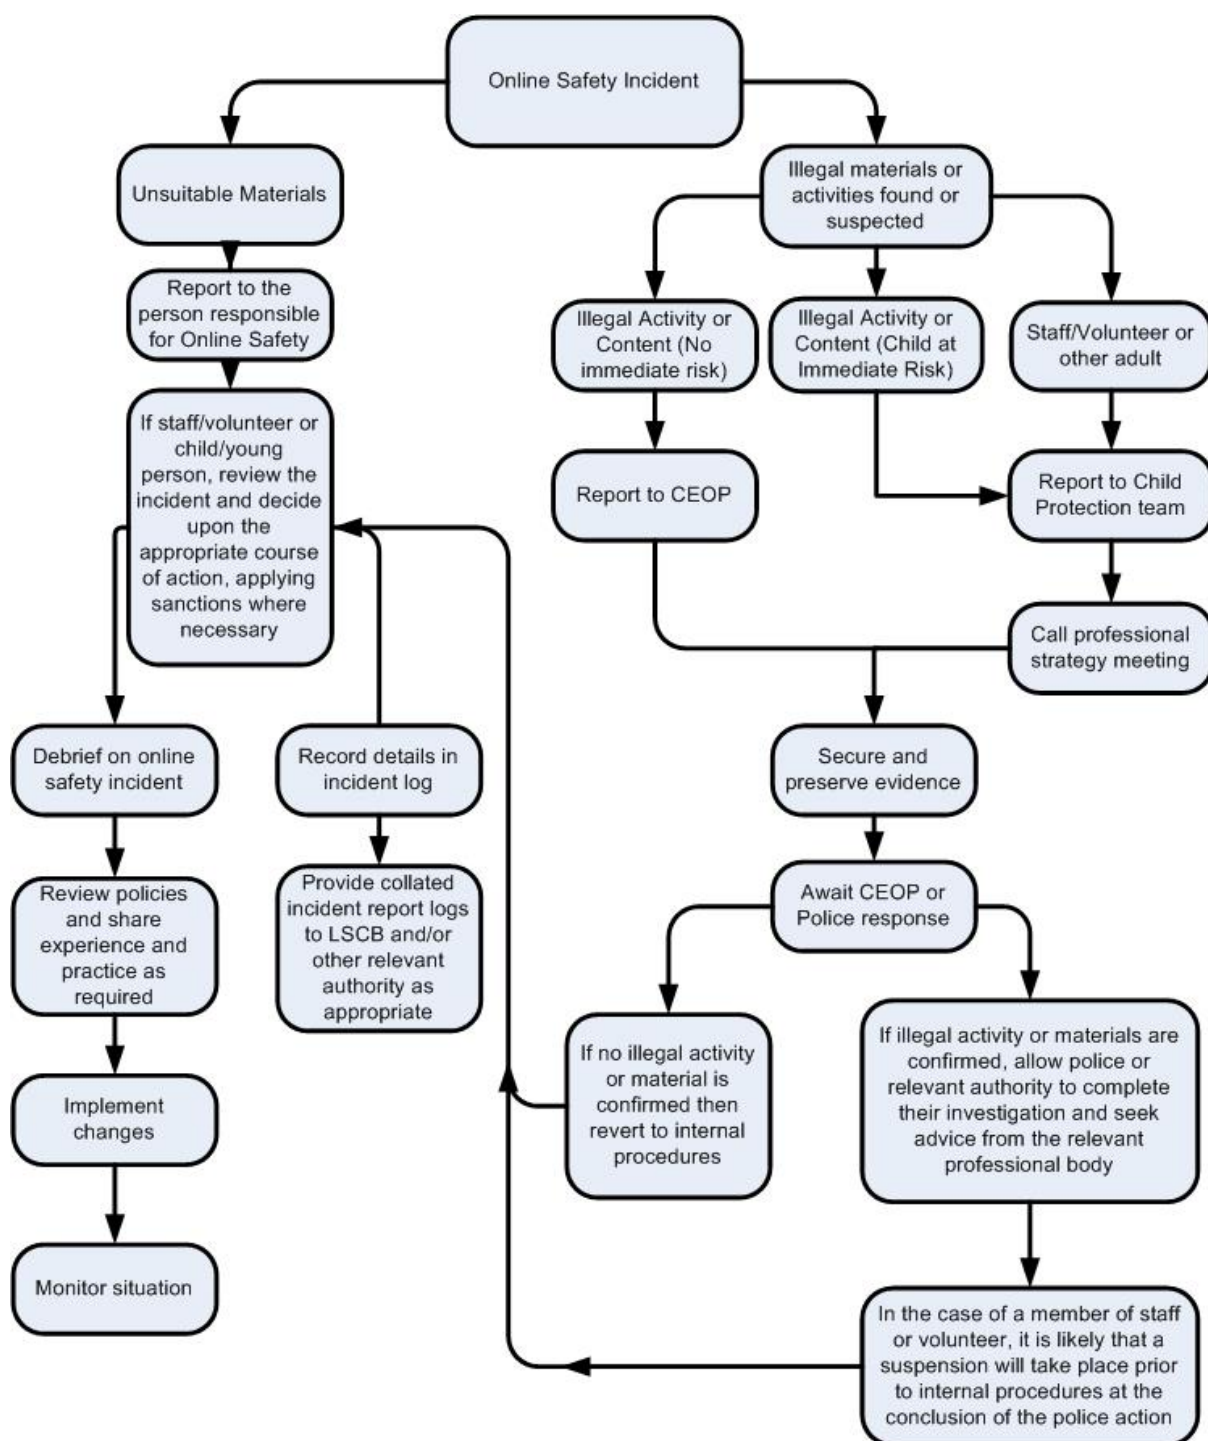 Online Safety Incident
Unsuitable Materials
Illegal materials or
activities found or
suspected
Report to the
person responsible
for Online Safety
Illegal Activity or
Content (No
immediate risk)
Illegal Activity or
Content (Child at
Immediate Risk)
Staff/Volunteer or
other adult
If staff/volunteer or
child/young
person, review the
incident and decide
upon the
appropriate course
of action, applying
sanctions where
necessary
Report to CEOP
Report to Child
Protection team
Call professional
strategy meeting
Debrief on online
safety incident
Record details in
incident log
Secure and
preserve evidence
Review policies
and share
experience and
practice as
required
Provide collated
incident report logs
to LSCB and/or
other relevant
authority as
appropriate
Await CEOP or
Police response
If no illegal activity
or material is
confirmed then
revert to internal
procedures
If illegal activity or materials are
confirmed, allow police or
relevant authority to complete
their investigation and seek
advice from the relevant
professional body
Implement
changes
Monitor situation
In the case of a member of staff
or volunteer, it is likely that a
suspension will take place prior
to internal procedures at the
conclusion of the police action